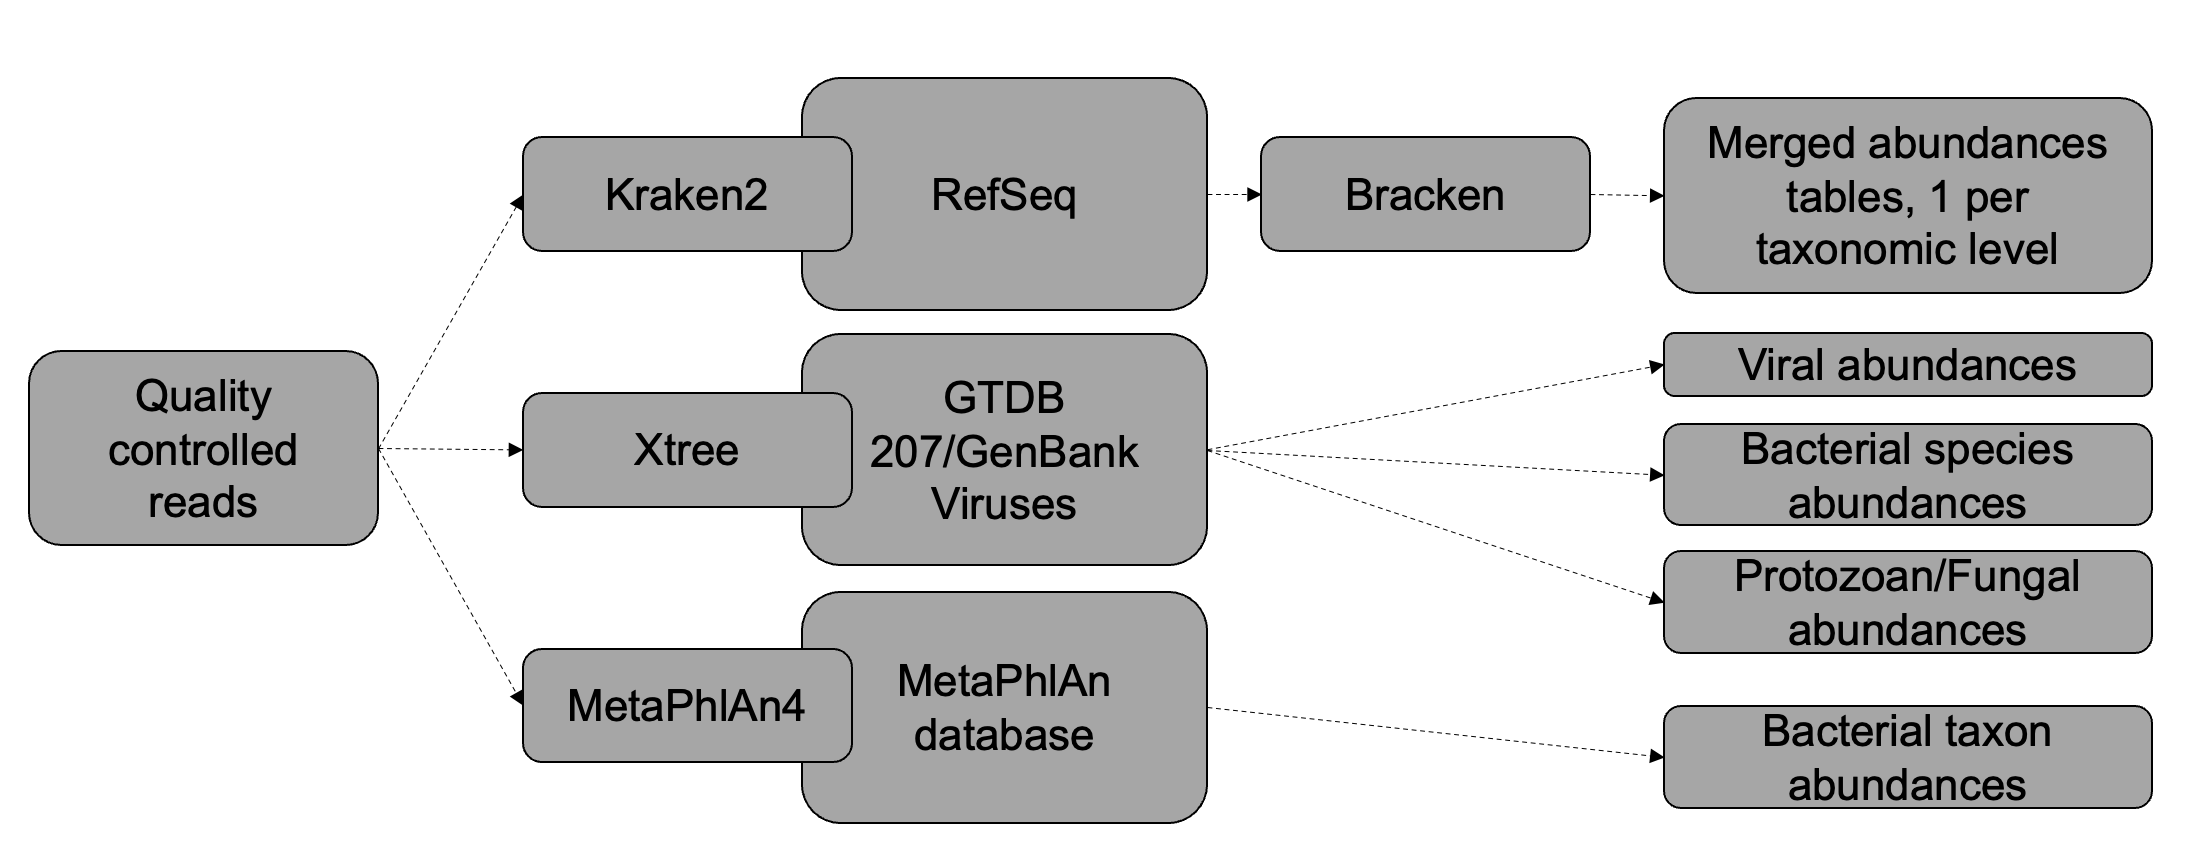 Quality
controlled
reads
Kraken2
RefSeq
Bracken
Merged abundances
tables, 1 per
taxonomic level
Xtree
GTDB
207/GenBank
Viruses
Viral abundances
Bacterial species
abundances
Protozoan/Fungal
abundances
MetaPhlAn4
MetaPhlAn
database
Bacterial taxon
abundances